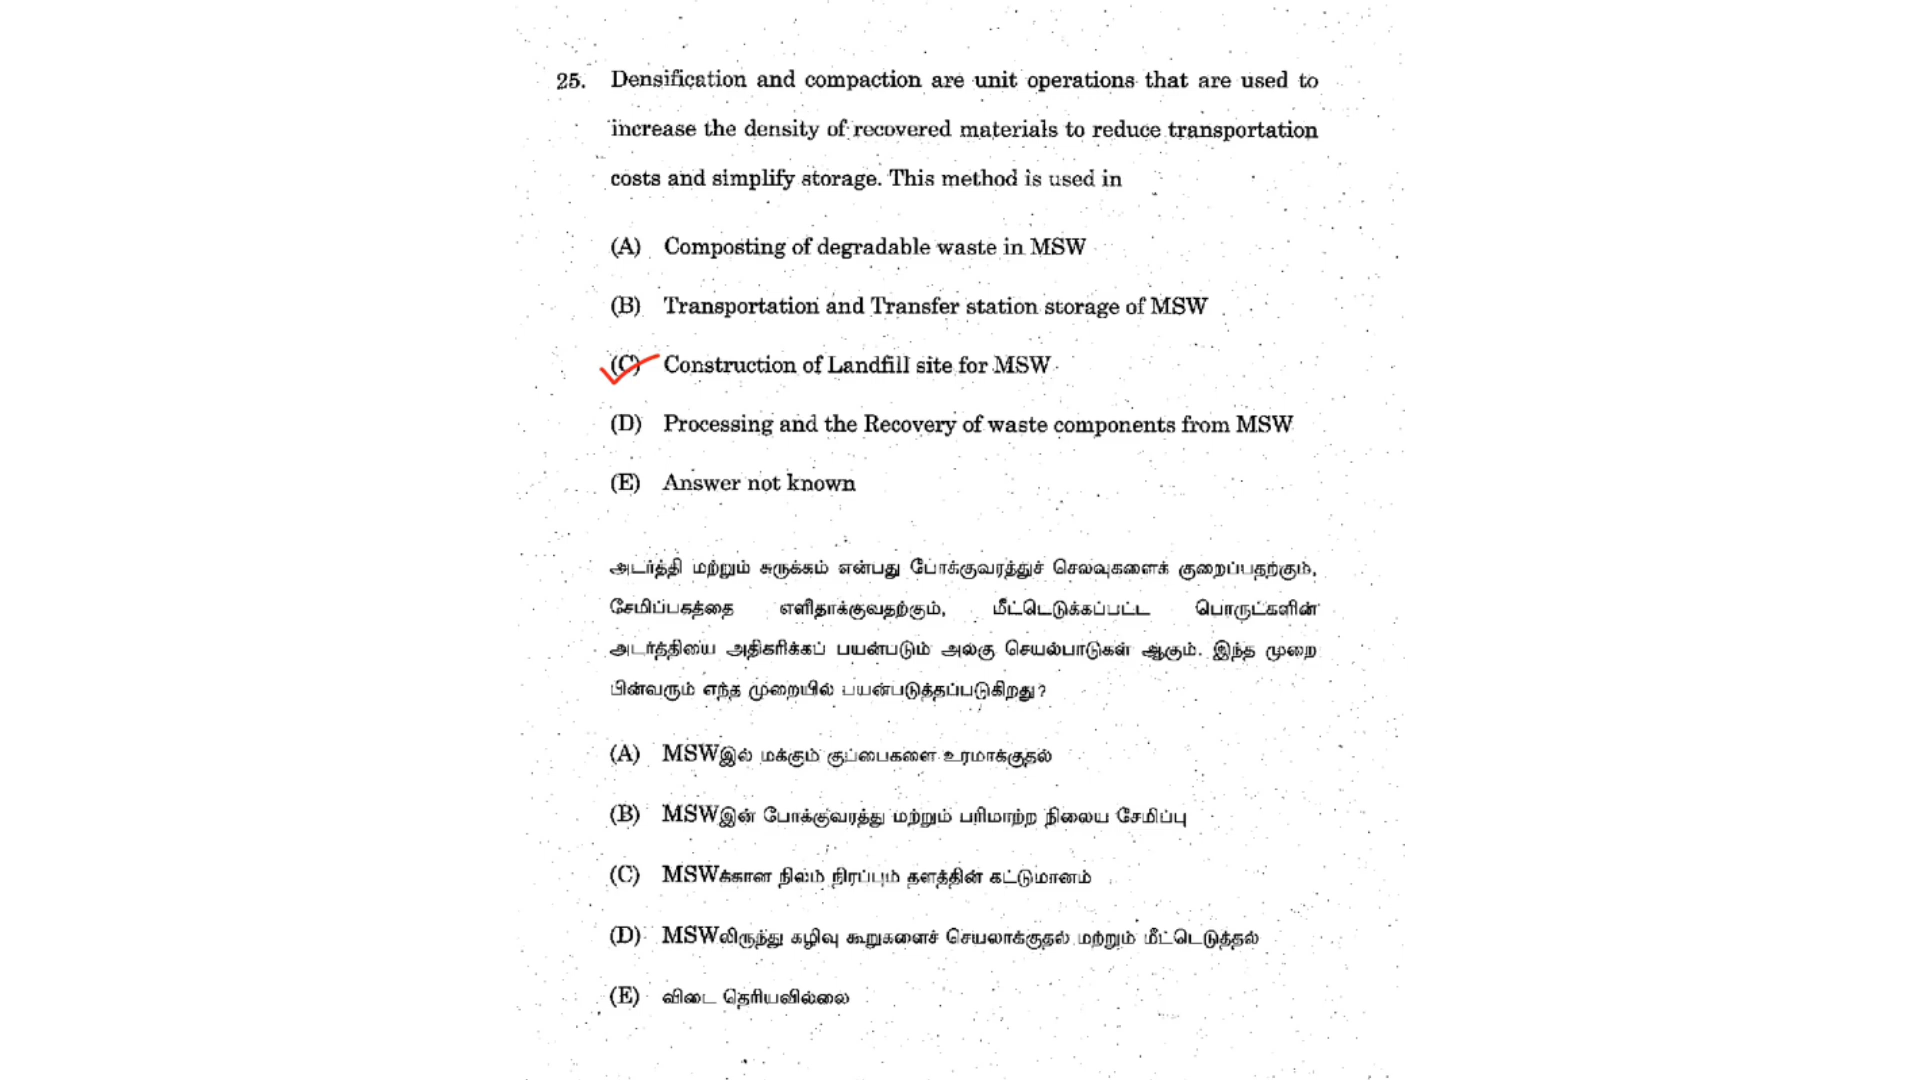 25. Densification and compaction are unit operations that are used to
increase the density of recovered materials to reduce transportation
costs and simplify storage. This method is used in
(A) Composting of degradable waste in MSW
(B) Transportation and Transfer station storage of MSW
(C) Construction of Landfill site for MSW
(D) Processing and the Recovery of waste components from MSW
(E) Answer not known
அடர்த்தி மற்றும் சுருக்கம் என்பது போக்குவரத்துச் செலவுகளைக் குறைப்பதற்கும்,
சேமிப்பகத்தை எளிதாக்குவதற்கும், மீட்டெடுக்கப்பட்ட பொருட்களின்
அடர்த்தியை அதிகரிக்கப் பயன்படும் அலகு செயல்பாடுகள் ஆகும். இந்த முறை
பின்வரும் எந்த முறையில் பயன்படுத்தப்படுகிறது?
(A) MSWஇல் மக்கும் குப்பைகளை உரமாக்குதல்
(B) MSWஇன் போக்குவரத்து மற்றும் பரிமாற்ற நிலைய சேமிப்பு
(C) MSWக்கான நிலம் நிரப்பும் தளத்தின் கட்டுமானம்
(D) MSWலிருந்து கழிவு கூறுகளைச் செயலாக்குதல் மற்றும் மீட்டெடுத்தல்
(E) விடை தெரியவில்லை